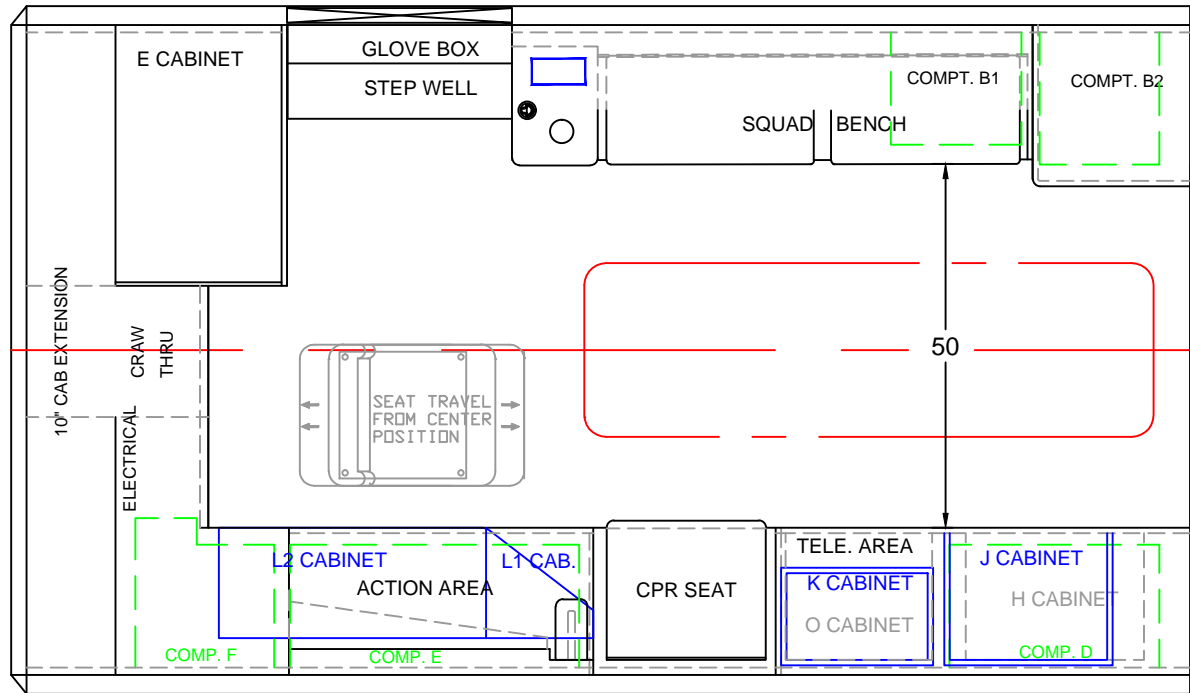 E CABINET
GLOVE BOX
STEP WELL
COMPT. B1
COMPT. B2
SQUAD BENCH
10" CAB EXTENSION
CRAW
THRU
ELECTRICAL
50
SEAT TRAVEL
FROM CENTER
POSITION
L2 CABINET
L1 CAB.
ACTION AREA
COMP. F
COMP. E
CPR SEAT
TELE. AREA
K CABINET
O CABINET
J CABINET
H CABINET
COMP. D